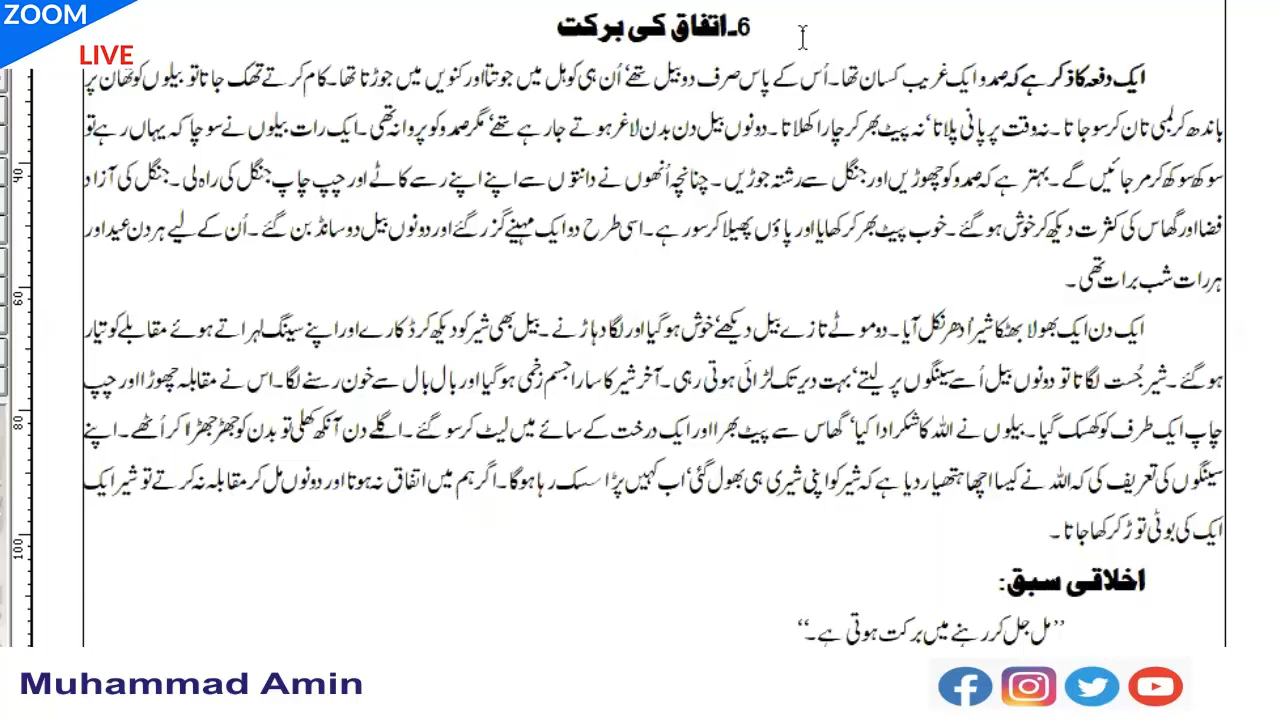 ZOOM
LIVE
6۔اتفاق کی برکت
ایک دفعہ کا ذکر ہے کہ صدو ایک غریب کسان تھا۔ اُس کے پاس صرف دو بیل تھے‘ اُن ہی کو ہل میں جوتتا اور کنویں میں جوڑتا تھا۔ کام کرتے تھک جاتا تو بیلوں کو تھان پر
باندھ کر لمبی تان کر سو جاتا۔ نہ وقت پر پانی پلاتا‘ نہ پیٹ بھر کر چارا کھلاتا۔ دونوں بیل دن بدن لاغر ہوتے جا رہے تھے‘ مگر صدو کو پروا نہ تھی۔ ایک رات بیلوں نے سوچا کہ یہاں رہے تو
سوکھ سوکھ کر مر جائیں گے۔ بہتر ہے کہ صدو کو چھوڑیں اور جنگل سے رشتہ جوڑیں۔ چنانچہ اُنھوں نے دانتوں سے اپنے اپنے رسے کاٹے اور چپ چاپ جنگل کی راہ لی۔ جنگل کی آزاد
فضا اور گھاس کی کثرت دیکھ کر خوش ہو گئے۔ خوب پیٹ بھر کر کھایا اور پاؤں پھیلا کر سو رہے۔ اسی طرح دو ایک مہینے گزر گئے اور دونوں بیل دو سانڈ بن گئے۔ اُن کے لیے ہر دن عید اور
ہر رات شب برات تھی۔
ایک دن ایک بھولا بھٹکا شیر اُدھر نکل آیا۔ دو موٹے تازے بیل دیکھے‘ خوش ہو گیا اور لگا دہاڑنے۔ بیل بھی شیر کو دیکھ کر ڈکارے اور اپنے سینگ لہراتے ہوئے مقابلے کو تیار
ہو گئے۔ شیر جُست لگاتا تو دونوں بیل اُسے سینگوں پر لیتے‘ بہت دیر تک لڑائی ہوتی رہی۔ آخر شیر کا سارا جسم زخمی ہو گیا اور بال بال سے خون رسنے لگا۔ اس نے مقابلہ چھوڑا اور چپ
چاپ ایک طرف کو کھسک گیا۔ بیلوں نے اللہ کا شکر ادا کیا‘ گھاس سے پیٹ بھرا اور ایک درخت کے سائے میں لیٹ کر سو گئے۔ اگلے دن آنکھ کھلی تو بدن کو جھڑجھڑا کر اُٹھے۔ اپنے
سینگوں کی تعریف کی کہ اللہ نے کیسا اچھا ہتھیار دیا ہے کہ شیر کو اپنی شیری ہی بھول گئی‘ اب کہیں پڑا سسک رہا ہوگا۔ اگر ہم میں اتفاق نہ ہوتا اور دونوں مل کر مقابلہ نہ کرتے تو شیر ایک
ایک کی بوٹی توڑ کر کھا جاتا۔
اخلاقی سبق:
’’مل جل کر رہنے میں برکت ہوتی ہے۔‘‘
40
60
80
100
Muhammad Amin